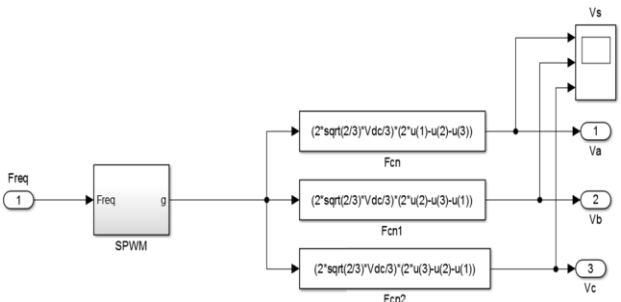 Vs
(2*sqrt(2/3)*Vdc/3)*(2*u(1)-u(2)-u(3))
1
Fcn
Va
Freq
1
Freq
g
(2*sqrt(2/3)*Vdc/3)*(2*u(2)-u(3)-u(1))
2
SPWM
Fcn1
Vb
(2*sqrt(2/3)*Vdc/3)*(2*u(3)-u(2)-u(1))
3
Fcn2
Vc